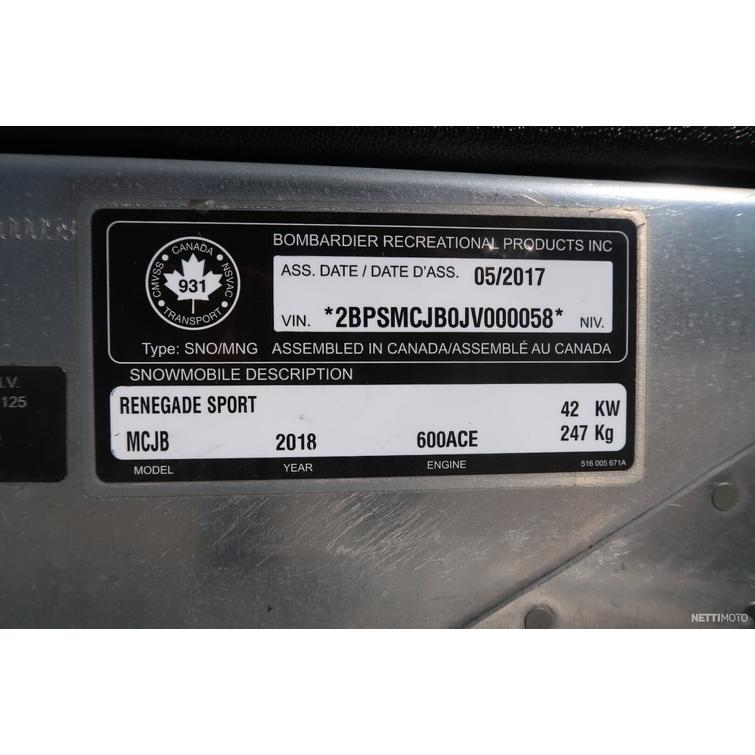 00058
BOMBARDIER RECREATIONAL PRODUCTS INC
CMVSS CANADA NSVAC
931
TRANSPORT
ASS. DATE / DATE D'ASS. 05/2017
VIN. *2BPSMCJB0JV000058* NIV.
Type: SNO/MNG ASSEMBLED IN CANADA/ASSEMBLÉ AU CANADA
SNOWMOBILE DESCRIPTION
RENEGADE SPORT 42 KW
MCJB 2018 600ACE 247 Kg
MODEL YEAR ENGINE 516 005 671A
.V.
125
NETTIMOTO